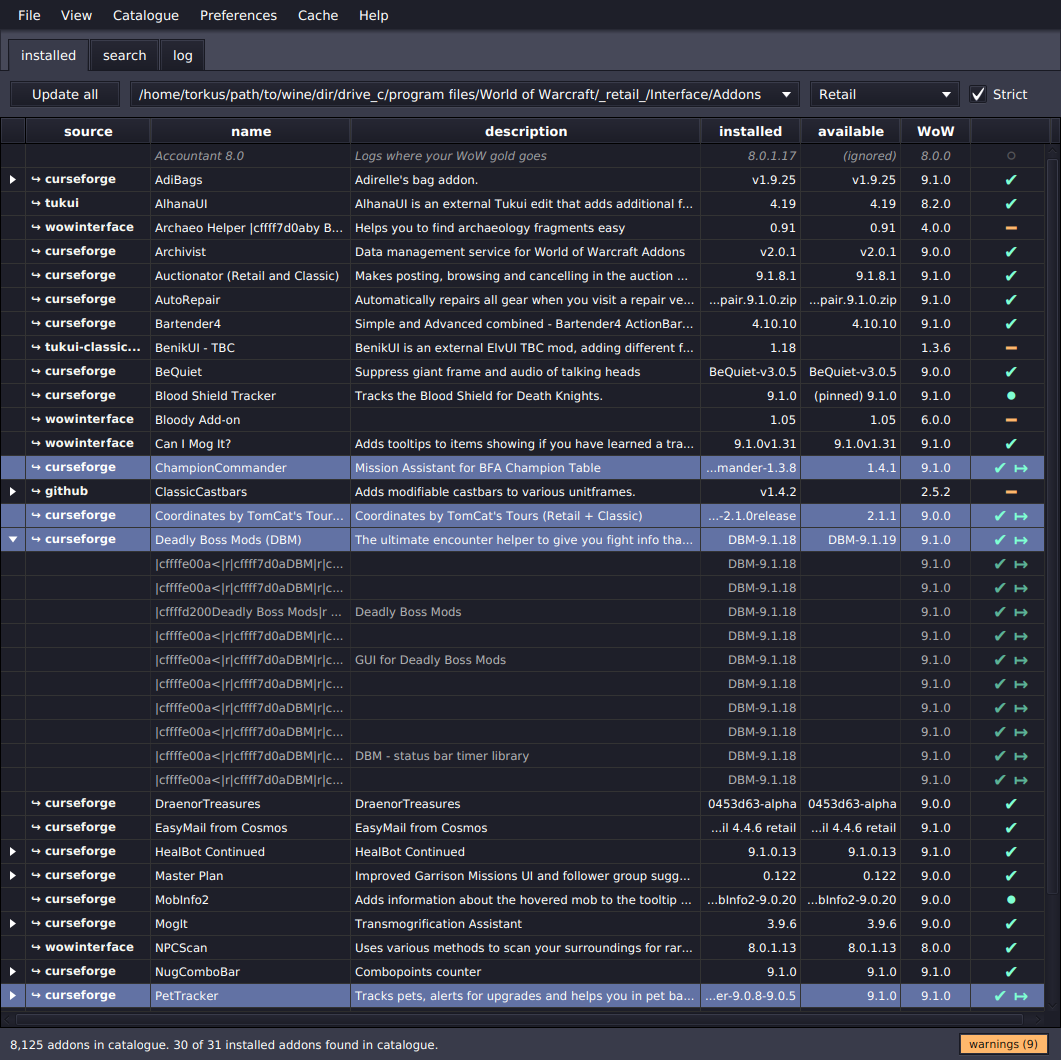 File View Catalogue Preferences Cache Help
installed search log
Update all /home/torkus/path/to/wine/dir/drive_c/program files/World of Warcraft/_retail_/Interface/Addons Retail Strict
source name description installed available WoW
Accountant 8.0 Logs where your WoW gold goes 8.0.1.17 (ignored) 8.0.0
↪ curseforge AdiBags Adirelle's bag addon. v1.9.25 v1.9.25 9.1.0
↪ tukui AlhanaUI AlhanaUI is an external Tukui edit that adds additional f... 4.19 4.19 8.2.0
↪ wowinterface Archaeo Helper |cffff7d0aby B... Helps you to find archaeology fragments easy 0.91 0.91 4.0.0
↪ curseforge Archivist Data management service for World of Warcraft Addons v2.0.1 v2.0.1 9.0.0
↪ curseforge Auctionator (Retail and Classic) Makes posting, browsing and cancelling in the auction ... 9.1.8.1 9.1.8.1 9.1.0
↪ curseforge AutoRepair Automatically repairs all gear when you visit a repair ve... ...pair.9.1.0.zip ...pair.9.1.0.zip 9.1.0
↪ curseforge Bartender4 Simple and Advanced combined - Bartender4 ActionBar... 4.10.10 4.10.10 9.1.0
↪ tukui-classic... BenikUI - TBC BenikUI is an external ElvUI TBC mod, adding different f... 1.18 1.18 1.3.6
↪ curseforge BeQuiet Suppress giant frame and audio of talking heads BeQuiet-v3.0.5 BeQuiet-v3.0.5 9.0.0
↪ curseforge Blood Shield Tracker Tracks the Blood Shield for Death Knights. 9.1.0 (pinned) 9.1.0 9.1.0
↪ wowinterface Bloody Add-on 1.05 1.05 6.0.0
↪ wowinterface Can I Mog It? Adds tooltips to items showing if you have learned a tra... 9.1.0v1.31 9.1.0v1.31 9.1.0
↪ curseforge ChampionCommander Mission Assistant for BFA Champion Table ...mander-1.3.8 1.4.1 9.1.0
↪ github ClassicCastbars Adds modifiable castbars to various unitframes. v1.4.2 2.5.2
↪ curseforge Coordinates by TomCat's Tour... Coordinates by TomCat's Tours (Retail + Classic) ...-2.1.0release 2.1.1 9.0.0
↪ curseforge Deadly Boss Mods (DBM) The ultimate encounter helper to give you fight info tha... DBM-9.1.18 DBM-9.1.19 9.1.0
|cffffe00a<|r|cffff7d0aDBM|r|c... DBM-9.1.18 9.1.0
|cffffe00a<|r|cffff7d0aDBM|r|c... DBM-9.1.18 9.1.0
|cffffd200Deadly Boss Mods|r ... Deadly Boss Mods DBM-9.1.18 9.1.0
|cffffe00a<|r|cffff7d0aDBM|r|c... DBM-9.1.18 9.1.0
|cffffe00a<|r|cffff7d0aDBM|r|c... GUI for Deadly Boss Mods DBM-9.1.18 9.1.0
|cffffe00a<|r|cffff7d0aDBM|r|c... DBM-9.1.18 9.1.0
|cffffe00a<|r|cffff7d0aDBM|r|c... DBM-9.1.18 9.1.0
|cffffe00a<|r|cffff7d0aDBM|r|c... DBM-9.1.18 9.1.0
|cffffe00a<|r|cffff7d0aDBM|r|c... DBM - status bar timer library DBM-9.1.18 9.1.0
|cffffe00a<|r|cffff7d0aDBM|r|c... DBM-9.1.18 9.1.0
↪ curseforge DraenorTreasures DraenorTreasures 0453d63-alpha 0453d63-alpha 9.0.0
↪ curseforge EasyMail from Cosmos EasyMail from Cosmos ...il 4.4.6 retail ...il 4.4.6 retail 9.1.0
↪ curseforge HealBot Continued HealBot Continued 9.1.0.13 9.1.0.13 9.1.0
↪ curseforge Master Plan Improved Garrison Missions UI and follower group sugg... 0.122 0.122 9.0.0
↪ curseforge MobInfo2 Adds information about the hovered mob to the tooltip ... ...bInfo2-9.0.20 ...bInfo2-9.0.20 9.0.0
↪ curseforge MogIt Transmogrification Assistant 3.9.6 3.9.6 9.1.0
↪ wowinterface NPCScan Uses various methods to scan your surroundings for rar... 8.0.1.13 8.0.1.13 8.0.0
↪ curseforge NugComboBar Combopoints counter 9.1.0 9.1.0 9.1.0
↪ curseforge PetTracker Tracks pets, alerts for upgrades and helps you in pet ba... ...er-9.0.8-9.0.5 9.1.0 9.1.0
8,125 addons in catalogue. 30 of 31 installed addons found in catalogue. warnings (9)